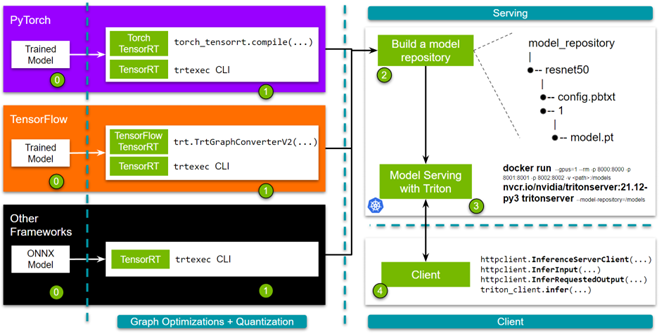 PyTorch
Trained
Model
0
Torch
TensorRT
torch_tensorrt.compile(...)
TensorRT
trtexec CLI
1
TensorFlow
Trained
Model
0
TensorFlow
TensorRT
trt.TrtGraphConverterV2(...)
TensorRT
trtexec CLI
1
Other
Frameworks
ONNX
Model
0
TensorRT
trtexec CLI
1
Graph Optimizations + Quantization
Serving
Build a model
repository
2
model_repository
|
-- resnet50
|
-- config.pbtxt
-- 1
|
-- model.pt
Model Serving
with Triton
3
docker run --gpus=1 --rm -p 8000:8000 -p
8001:8001 -p 8002:8002 -v <path>:/models
nvcr.io/nvidia/tritonserver:21.12-
py3 tritonserver --model-repository=/models
Client
4
httpclient.InferenceServerClient(...)
httpclient.InferInput(...)
httpclient.InferRequestedOutput(...)
triton_client.infer(...)
Client